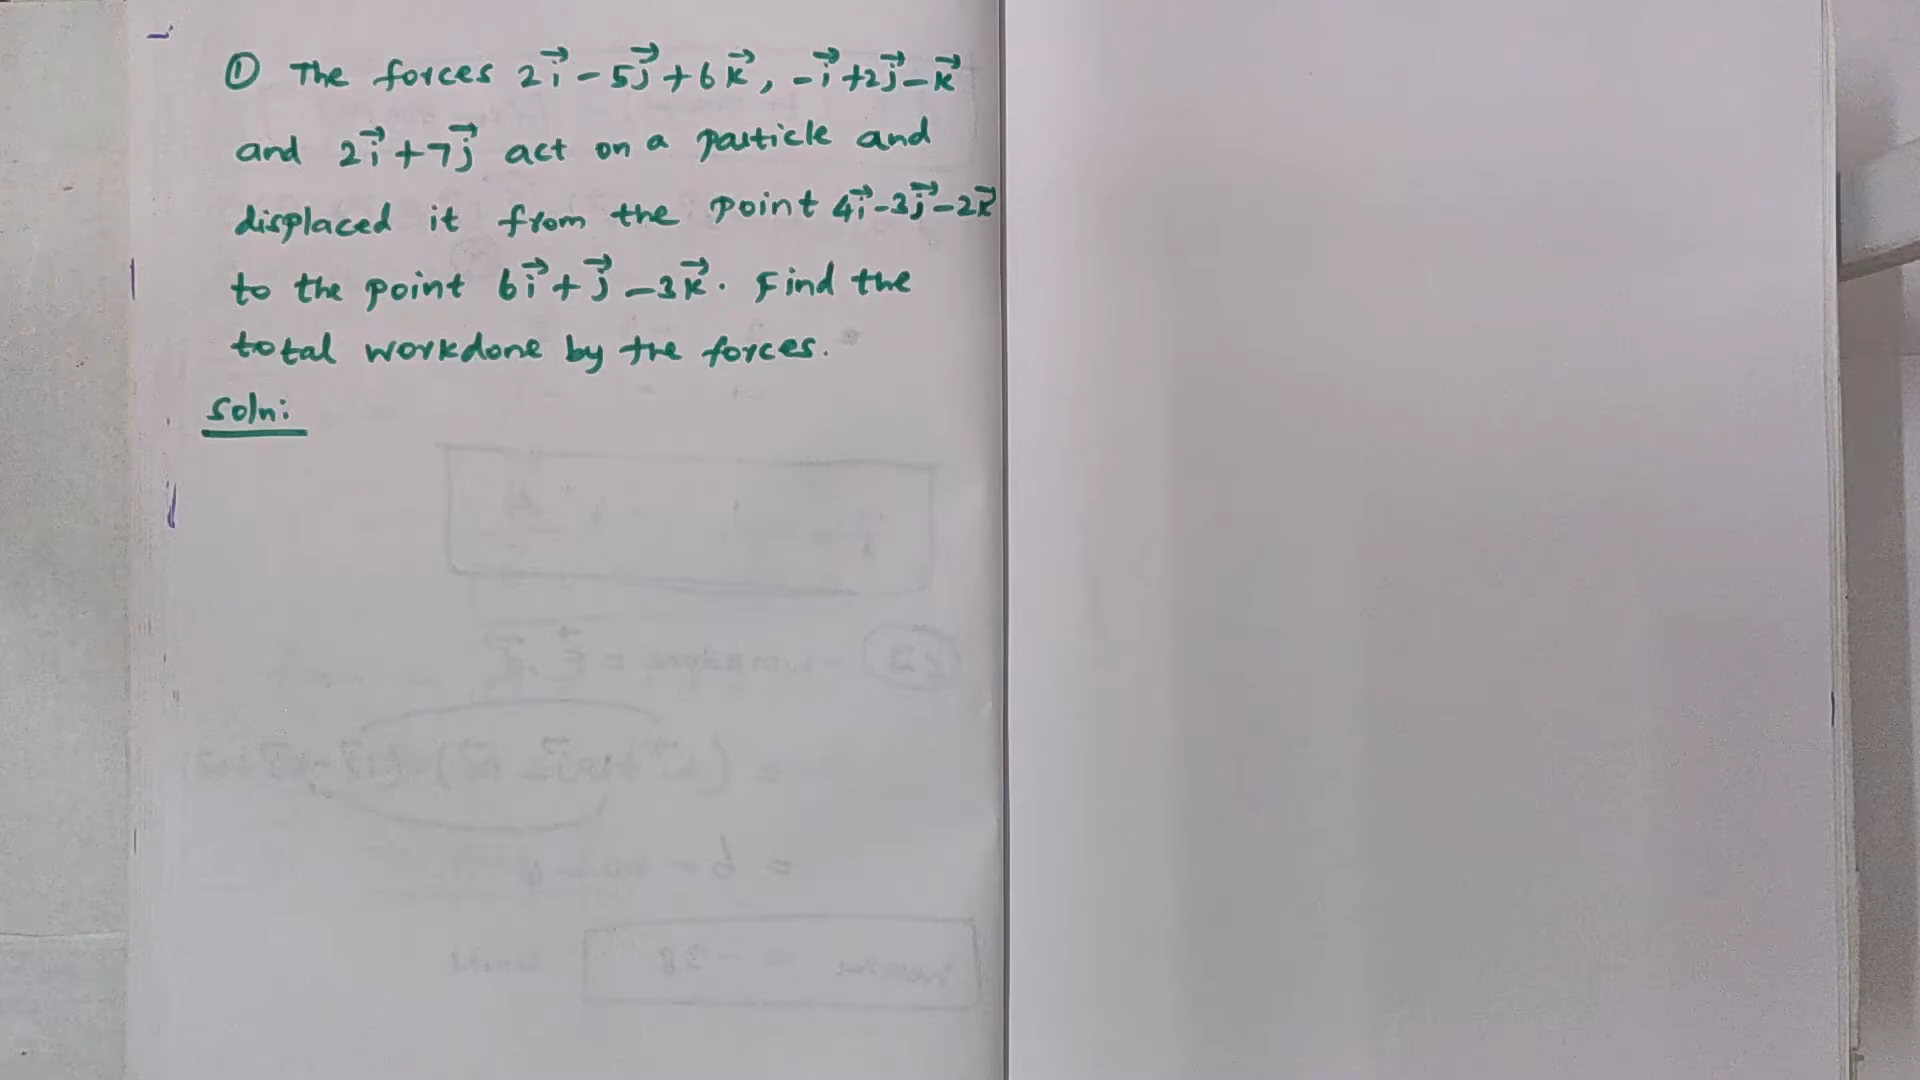 ① The forces 2i⃗ - 5j⃗ + 6k⃗, -i⃗ + 2j⃗ - k⃗
and 2i⃗ + 7j⃗ act on a particle and
displaced it from the point 4i⃗ - 3j⃗ - 2k⃗
to the point 6i⃗ + j⃗ - 3k⃗. Find the
total workdone by the forces.
Soln: